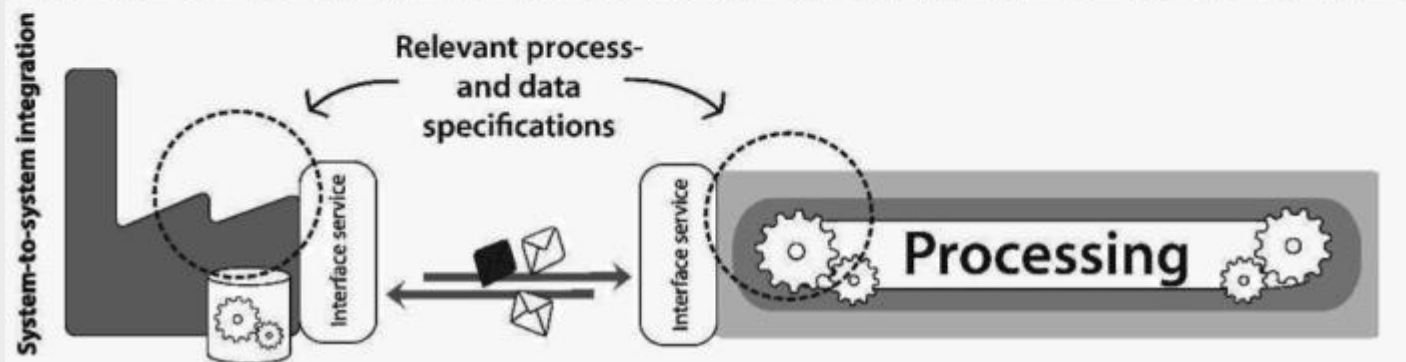 System-to-system integration
Relevant process-
and data
specifications
Interface service
Interface service
Processing